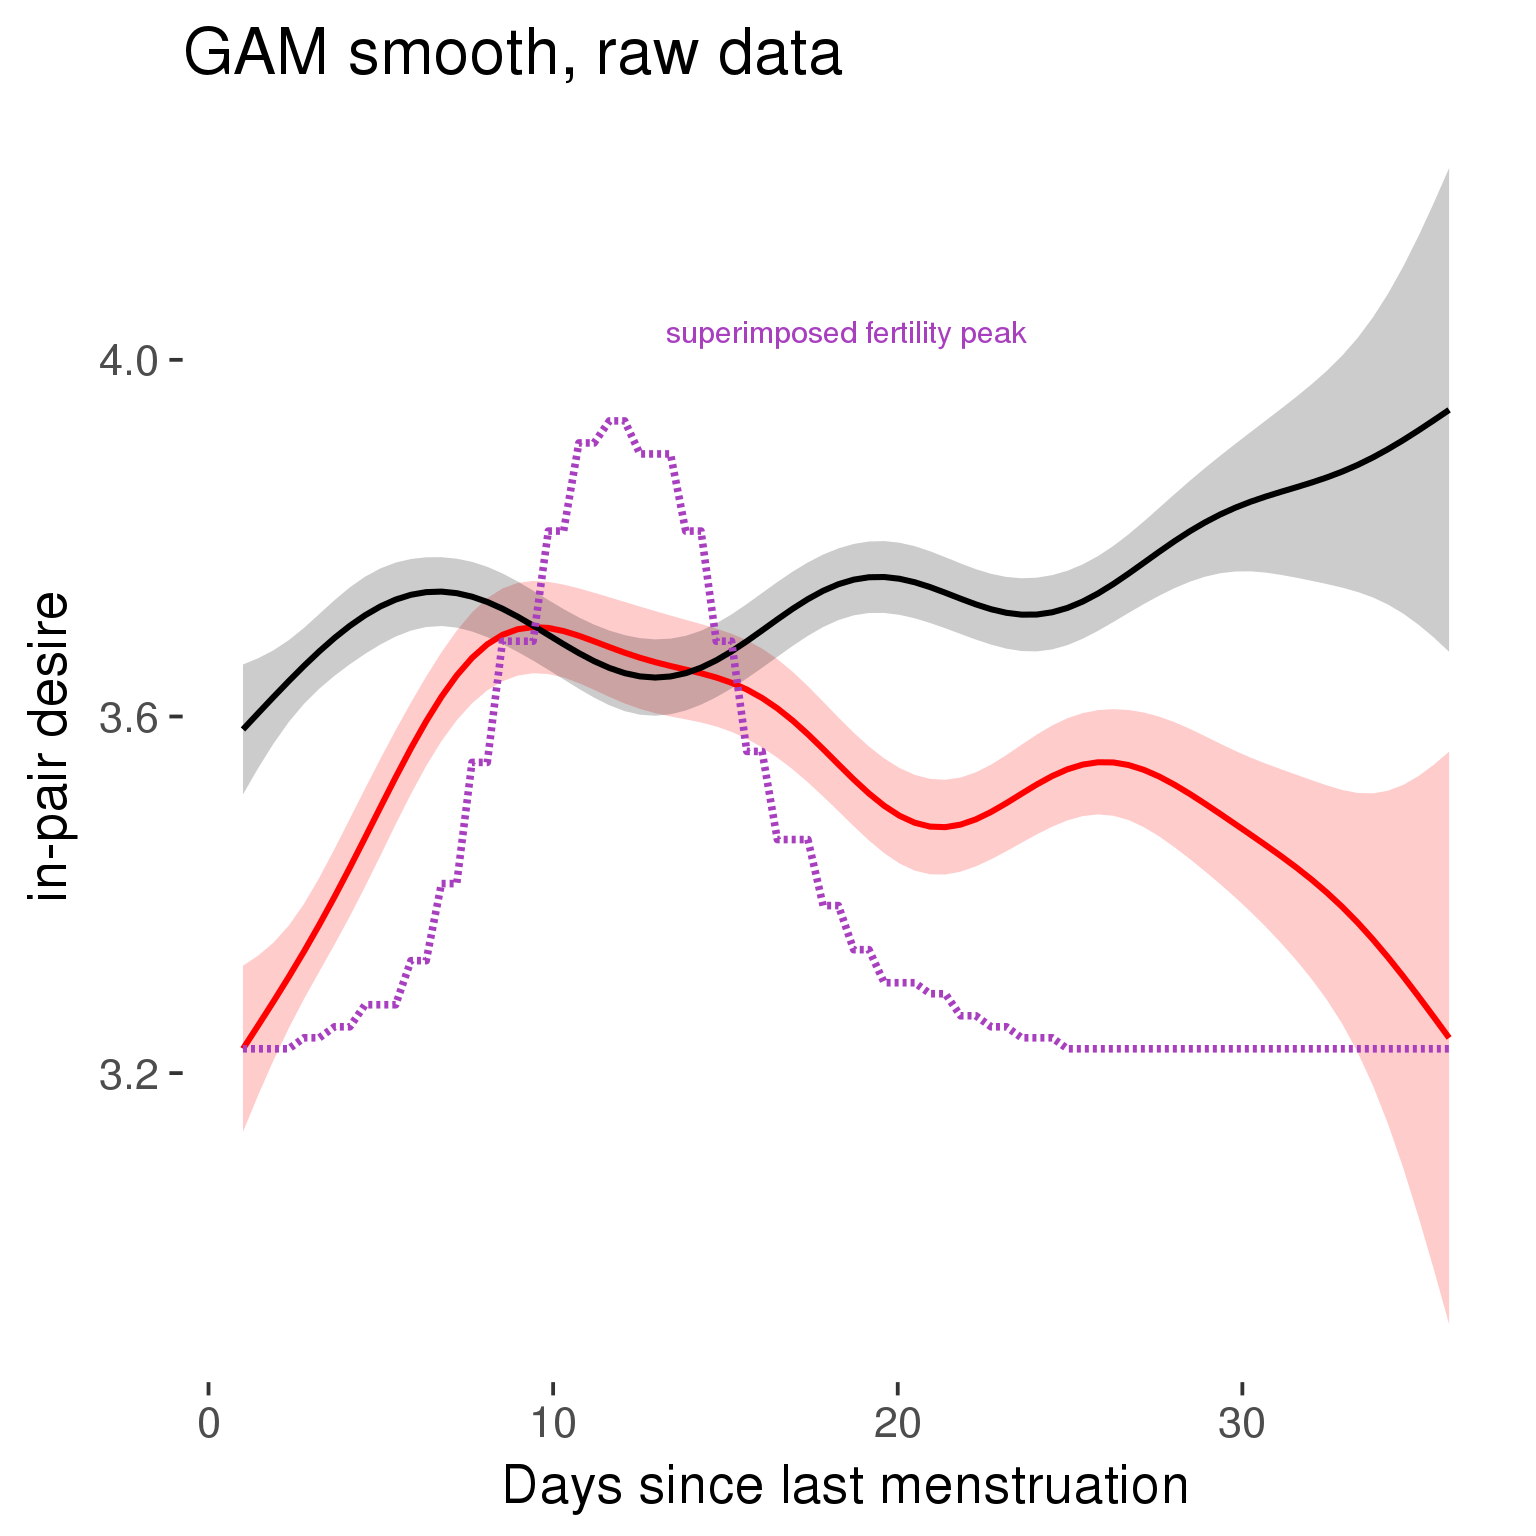 GAM smooth, raw data
superimposed fertility peak
4.0
3.6
3.2
in-pair desire
0 10 20 30
Days since last menstruation